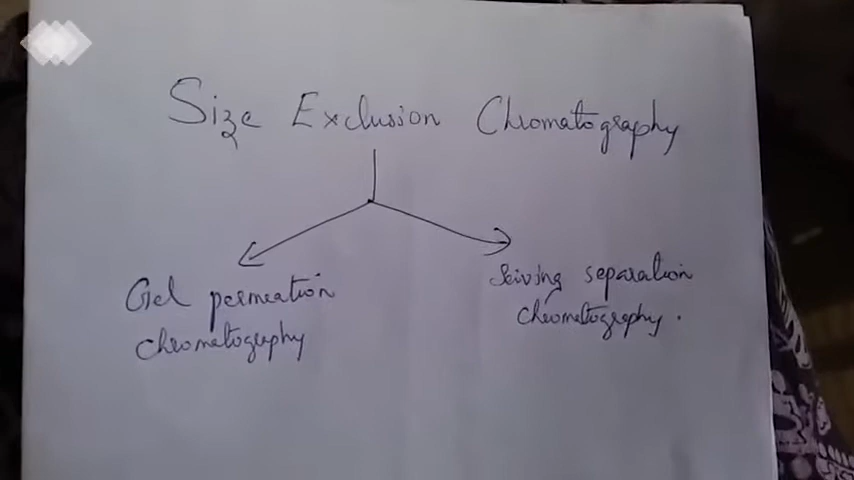 Size Exclusion Chromatography
Gel permeation
chromatography
Seiving separation
chromatography.